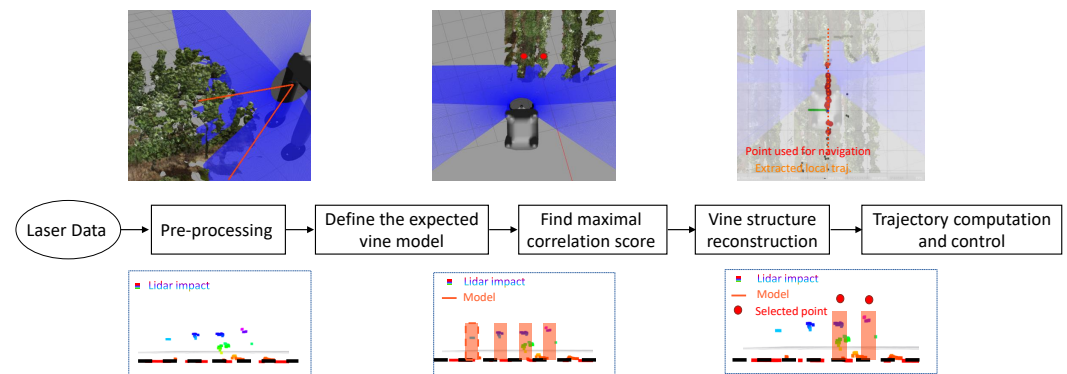 Point used for navigation
Extracted local traj.
Laser Data
Pre-processing
Define the expected
vine model
Find maximal
correlation score
Vine structure
reconstruction
Trajectory computation
and control
Lidar impact
Lidar impact
Model
Lidar impact
Model
Selected point